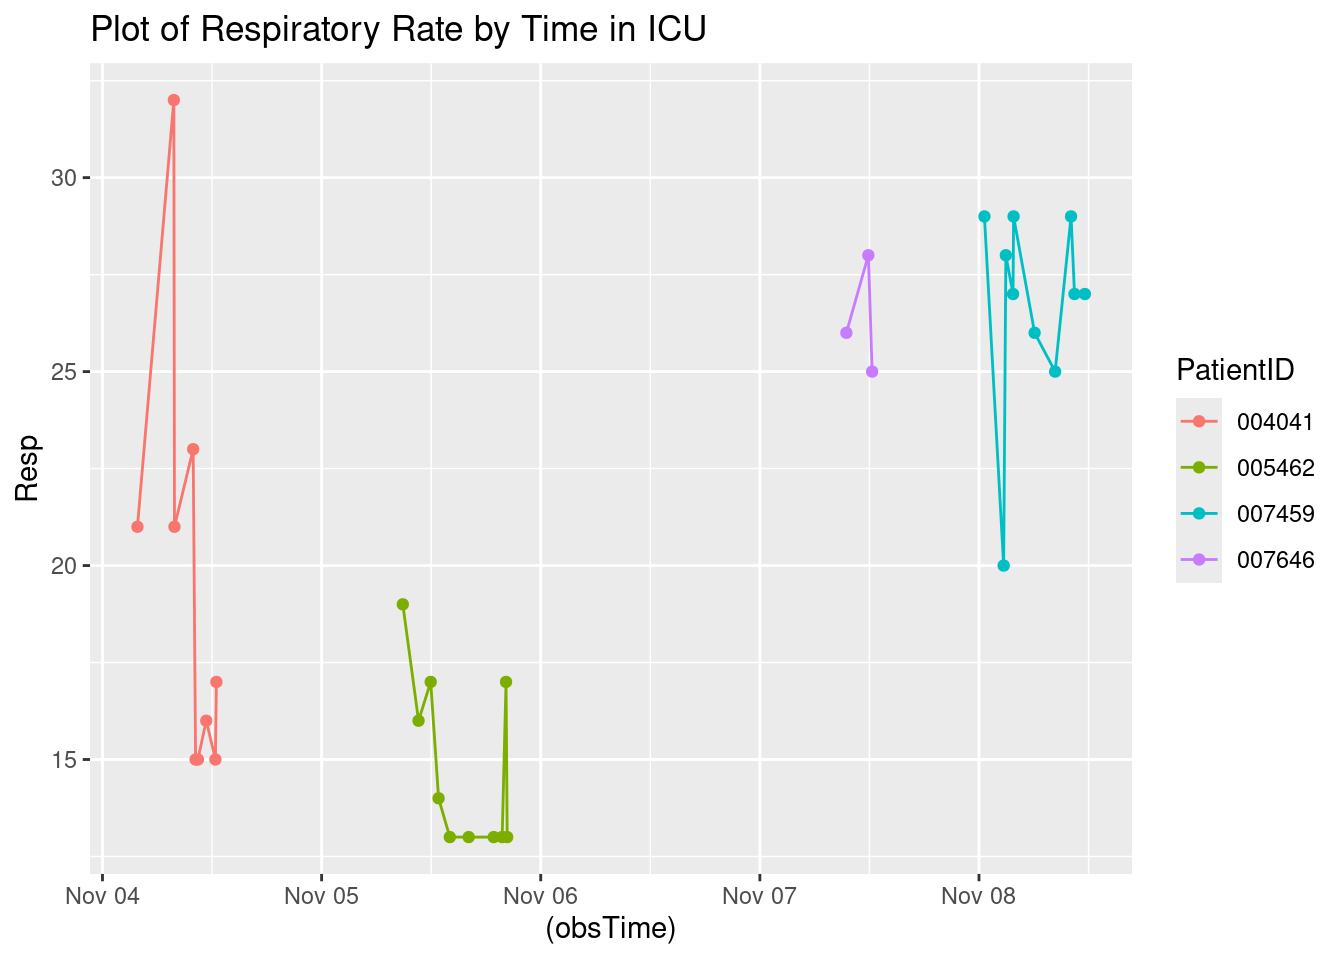 Plot of Respiratory Rate by Time in ICU
30
25
20
15
Resp
Nov 04
Nov 05
Nov 06
Nov 07
Nov 08
(obsTime)
PatientID
004041
005462
007459
007646